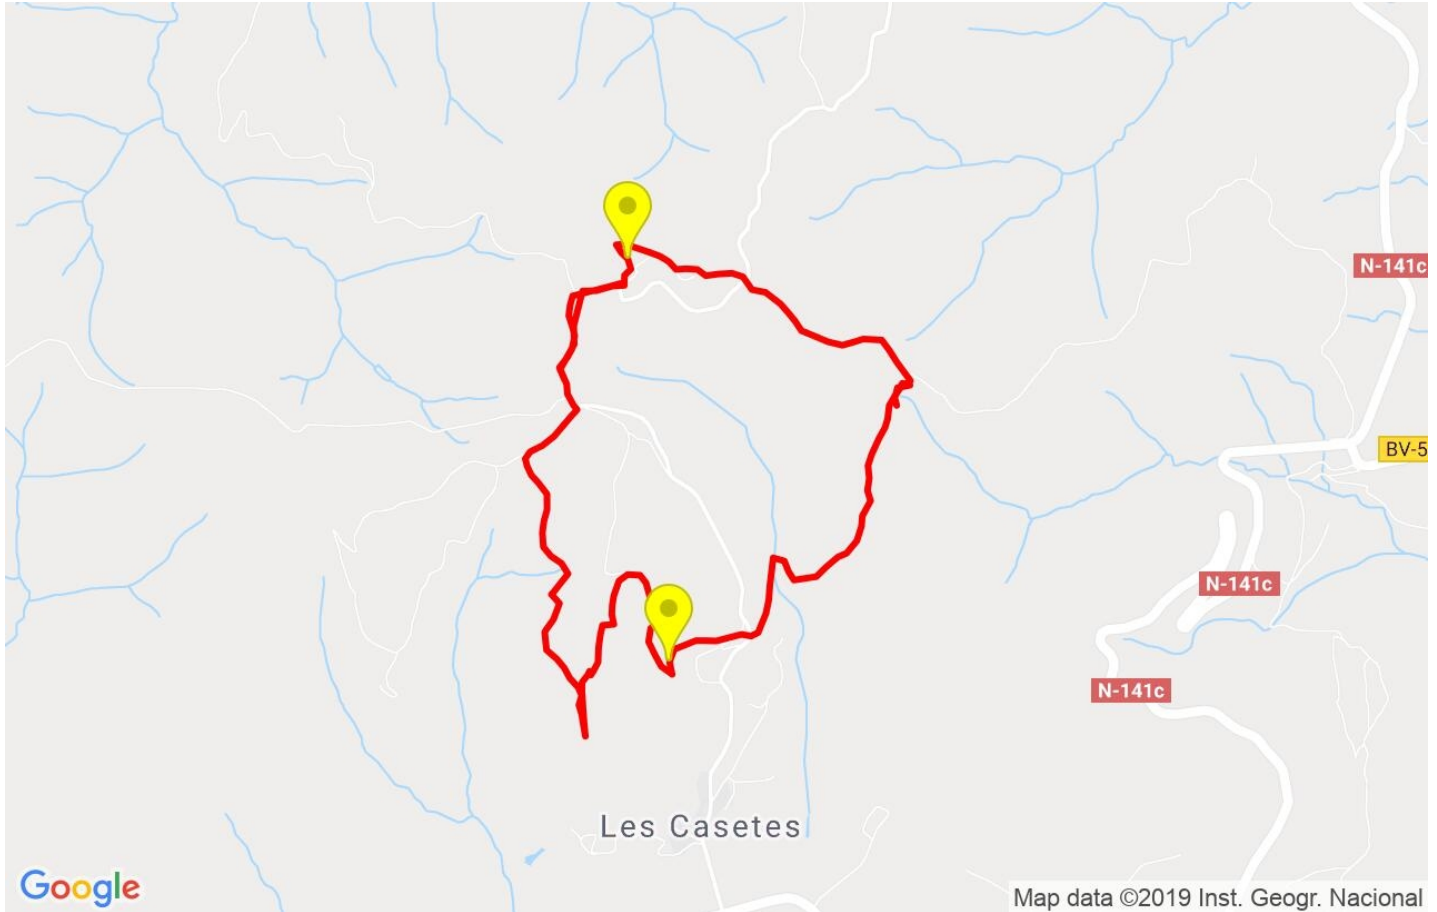 N-141c
BV-5
N-141c
N-141c
Les Casetes
Google
Map data ©2019 Inst. Geogr. Nacional